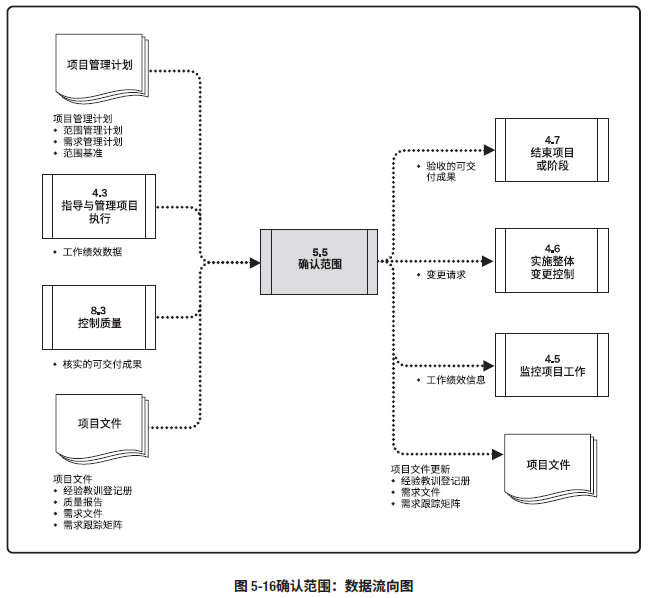 项目管理计划
项目管理计划
• 范围管理计划
• 需求管理计划
• 范围基准
4.3
指导与管理项目
执行
• 工作绩效数据
8.3
控制质量
• 核实的可交付成果
项目文件
项目文件
• 经验教训登记册
• 质量报告
• 需求文件
• 需求跟踪矩阵
5.5
确认范围
4.7
结束项目
或阶段
• 验收的可交
付成果
4.6
实施整体
变更控制
• 变更请求
4.5
监控项目工作
• 工作绩效信息
项目文件
项目文件更新
• 经验教训登记册
• 需求文件
• 需求跟踪矩阵
图 5-16确认范围：数据流向图